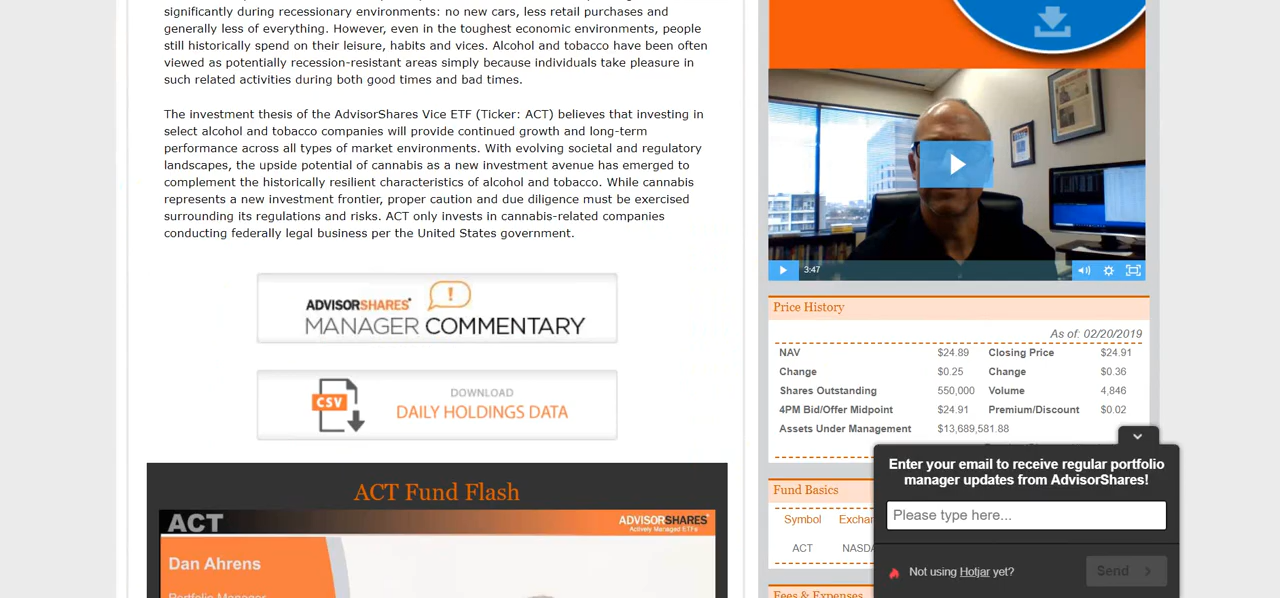 significantly during recessionary environments: no new cars, less retail purchases and
generally less of everything. However, even in the toughest economic environments, people
still historically spend on their leisure, habits and vices. Alcohol and tobacco have been often
viewed as potentially recession-resistant areas simply because individuals take pleasure in
such related activities during both good times and bad times.
The investment thesis of the AdvisorShares Vice ETF (Ticker: ACT) believes that investing in
select alcohol and tobacco companies will provide continued growth and long-term
performance across all type of market environments. With evolving societal and regulatory
landscapes, the upside potential of cannabis as a new investment avenue has emerged to
complement the historically resilient characteristics of alcohol and tobacco. While cannabis
represents a new investment frontier, proper caution and due diligence must be exercised
surrounding its regulations and risks. ACT only invests in cannabis-related companies
conducting federally legal business per the United States government.
ADVISORSHARES
MANAGER COMMENTARY
CSV
DOWNLOAD
DAILY HOLDINGS DATA
ACT Fund Flash
ACT
ADVISORSHARES
Actively Managed ETFs
Dan Ahrens
Portfolio Manager
3:47
Price History
As of: 02/20/2019
NAV $24.89 Closing Price $24.91
Change $0.25 Change $0.36
Shares Outstanding 550,000 Volume 4,846
4PM Bid/Offer Midpoint $24.91 Premium/Discount $0.02
Assets Under Management $13,689,581.88
Fund Basics
Symbol
ACT
Fees & Expenses
Enter your email to receive regular portfolio
manager updates from AdvisorShares!
Please type here...
Not using Hotjar yet?
Send